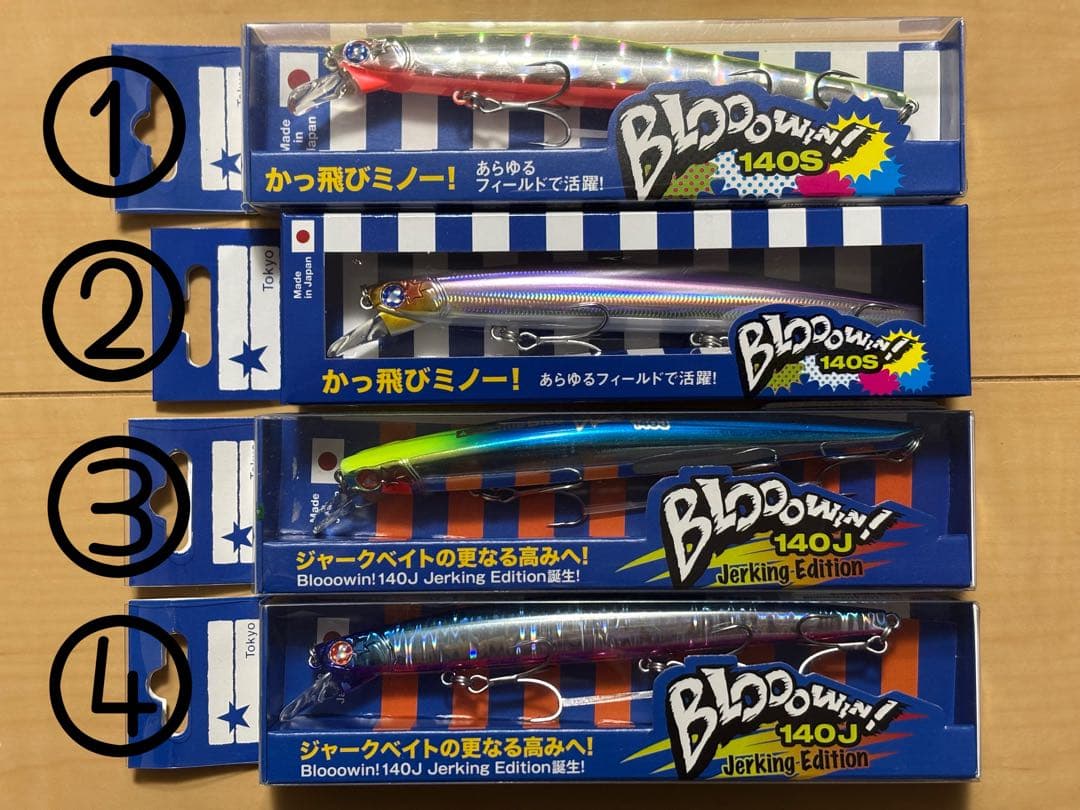 ①
Made
in Japan
BLOOOWIN!
140S
かっ飛びミノー!
あらゆる
フィールドで活躍!
②
Tokyo
Made
in Japan
BLOOOWIN!
140S
かっ飛びミノー!
あらゆるフィールドで活躍!
③
Made
BLOOOWIN!
140J
Jerking Edition
ジャークベイトの更なる高みへ!
Blooowin!140J Jerking Edition誕生!
④
Tokyo
BLOOOWIN!
140J
Jerking Edition
ジャークベイトの更なる高みへ!
Blooowin!140J Jerking Edition誕生!